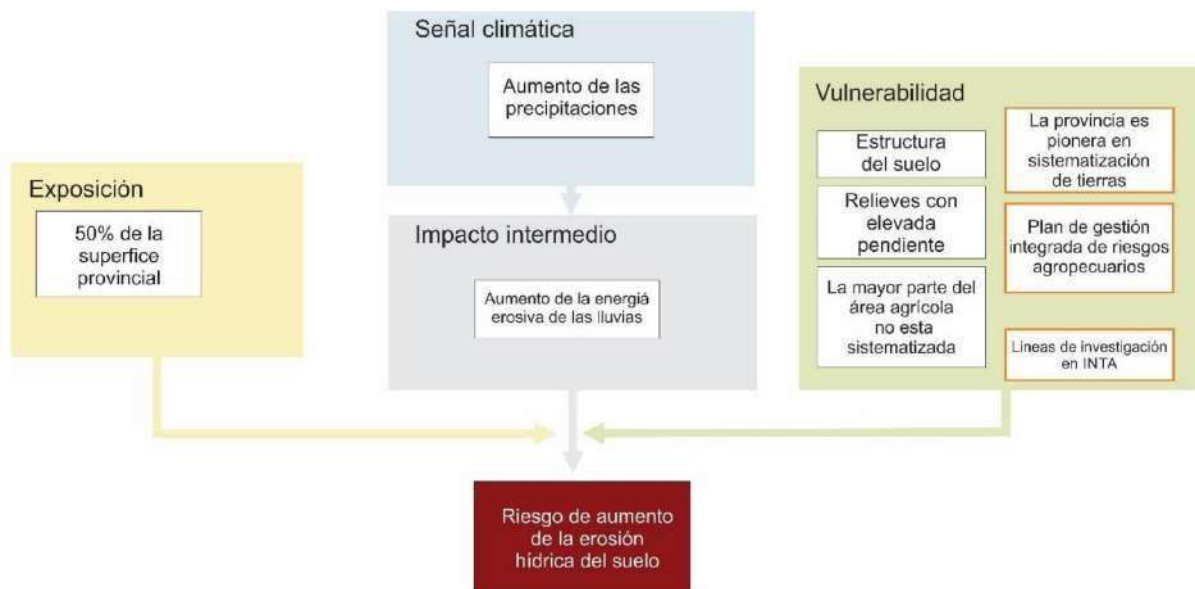 Señal climática
Aumento de las
precipitaciones
Exposición
50% de la
superfice
provincial
Impacto intermedio
Aumento de la energiá
erosiva de las lluvias
Vulnerabilidad
Estructura
del suelo
Relieves con
elevada
pendiente
La mayor parte del
área agrícola
no esta
sistematizada
La provincia es
pionera en
sistematización
de tierras
Plan de gestión
integrada de riesgos
agropecuarios
Lineas de investigación
en INTA
Riesgo de aumento
de la erosión
hídrica del suelo